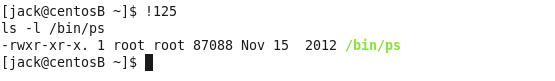 [jack@centosB ~]$ !125
ls -l /bin/ps
-rwxr-xr-x. 1 root root 87088 Nov 15  2012 /bin/ps
[jack@centosB ~]$